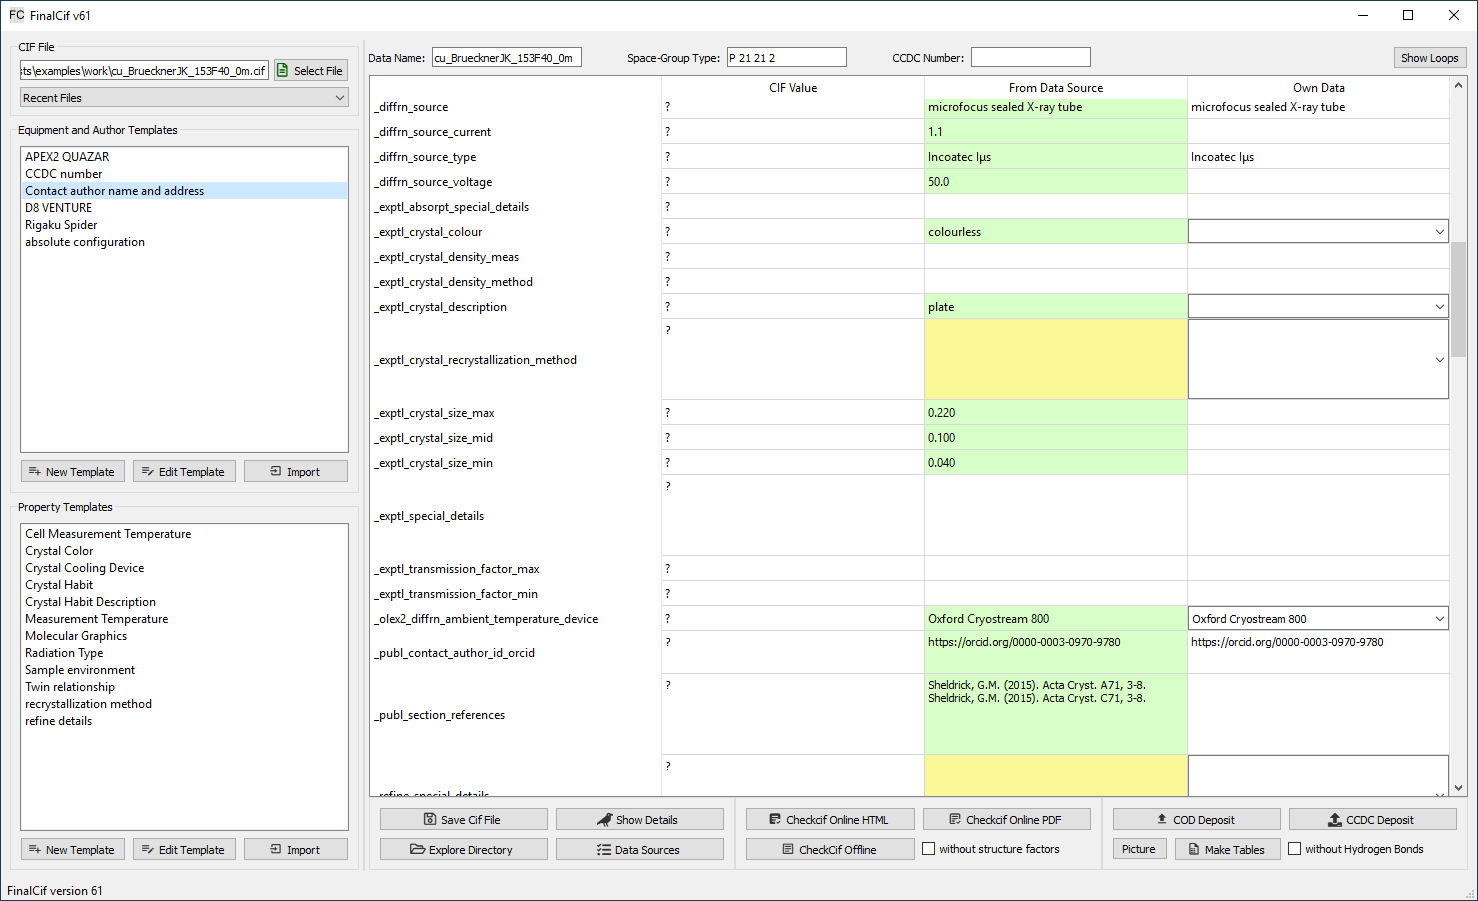 FC FinalCif v61
CIF File
sts\examples\work\cu_BruecknerJK_153F40_0m.cif
Select File
Recent Files
Equipment and Author Templates
APEX2 QUAZAR
CCDC number
Contact author name and address
D8 VENTURE
Rigaku Spider
absolute configuration
New Template Edit Template Import
Property Templates
Cell Measurement Temperature
Crystal Color
Crystal Cooling Device
Crystal Habit
Crystal Habit Description
Measurement Temperature
Molecular Graphics
Radiation Type
Sample environment
Twin relationship
recrystallization method
refine details
New Template Edit Template Import
Data Name: cu_BruecknerJK_153F40_0m Space-Group Type: P 21 21 2 CCDC Number: Show Loops
CIF Value From Data Source Own Data
_diffrn_source ? microfocus sealed X-ray tube microfocus sealed X-ray tube
_diffrn_source_current ? 1.1
_diffrn_source_type ? Incoatec Iµs Incoatec Iµs
_diffrn_source_voltage ? 50.0
_exptl_absorpt_special_details ?
_exptl_crystal_colour ? colourless
_exptl_crystal_density_meas ?
_exptl_crystal_density_method ?
_exptl_crystal_description ? plate
_exptl_crystal_recrystallization_method ?
_exptl_crystal_size_max ? 0.220
_exptl_crystal_size_mid ? 0.100
_exptl_crystal_size_min ? 0.040
_exptl_special_details ?
_exptl_transmission_factor_max ?
_exptl_transmission_factor_min ?
_olex2_diffrn_ambient_temperature_device ? Oxford Cryostream 800 Oxford Cryostream 800
_publ_contact_author_id_orcid ? https://orcid.org/0000-0003-0970-9780 https://orcid.org/0000-0003-0970-9780
_publ_section_references ? Sheldrick, G.M. (2015). Acta Cryst. A71, 3-8.
Sheldrick, G.M. (2015). Acta Cryst. C71, 3-8.
_refine_special_details ?
Save Cif File Show Details Checkcif Online HTML Checkcif Online PDF COD Deposit CCDC Deposit
Explore Directory Data Sources CheckCif Offline without structure factors Picture Make Tables without Hydrogen Bonds
FinalCif version 61